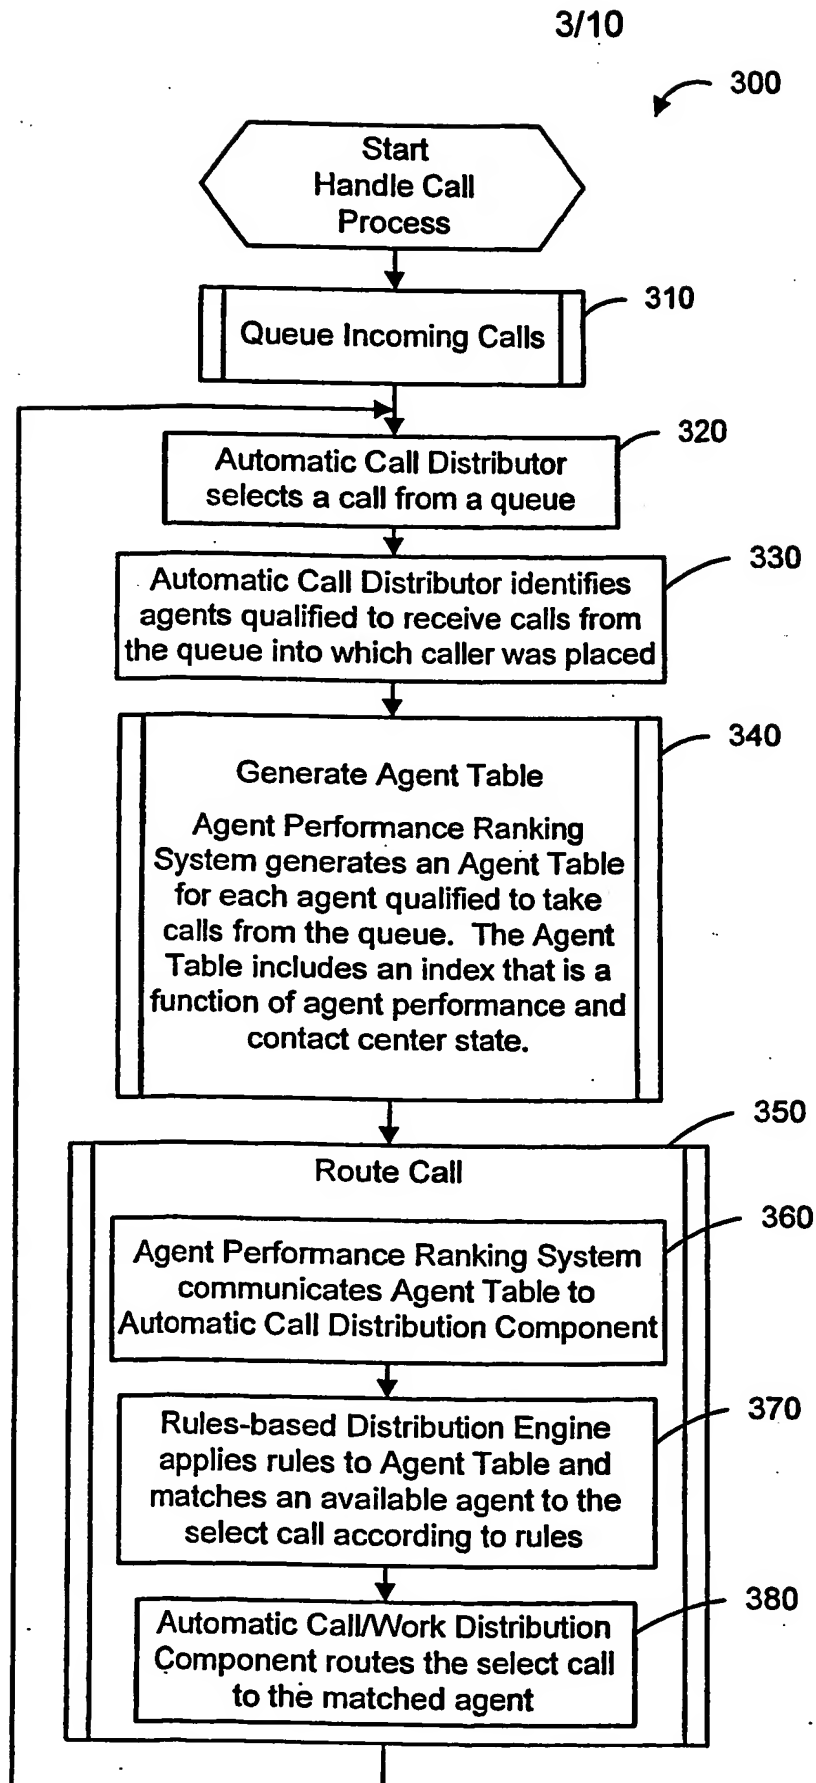 3/10
300
Start
Handle Call
Process
310
Queue Incoming Calls
320
Automatic Call Distributor
selects a call from a queue
330
Automatic Call Distributor identifies
agents qualified to receive calls from
the queue into which caller was placed
340
Generate Agent Table
Agent Performance Ranking
System generates an Agent Table
for each agent qualified to take
calls from the queue. The Agent
Table includes an index that is a
function of agent performance and
contact center state.
350
Route Call
360
Agent Performance Ranking System
communicates Agent Table to
Automatic Call Distribution Component
370
Rules-based Distribution Engine
applies rules to Agent Table and
matches an available agent to the
select call according to rules
380
Automatic Call/Work Distribution
Component routes the select call
to the matched agent